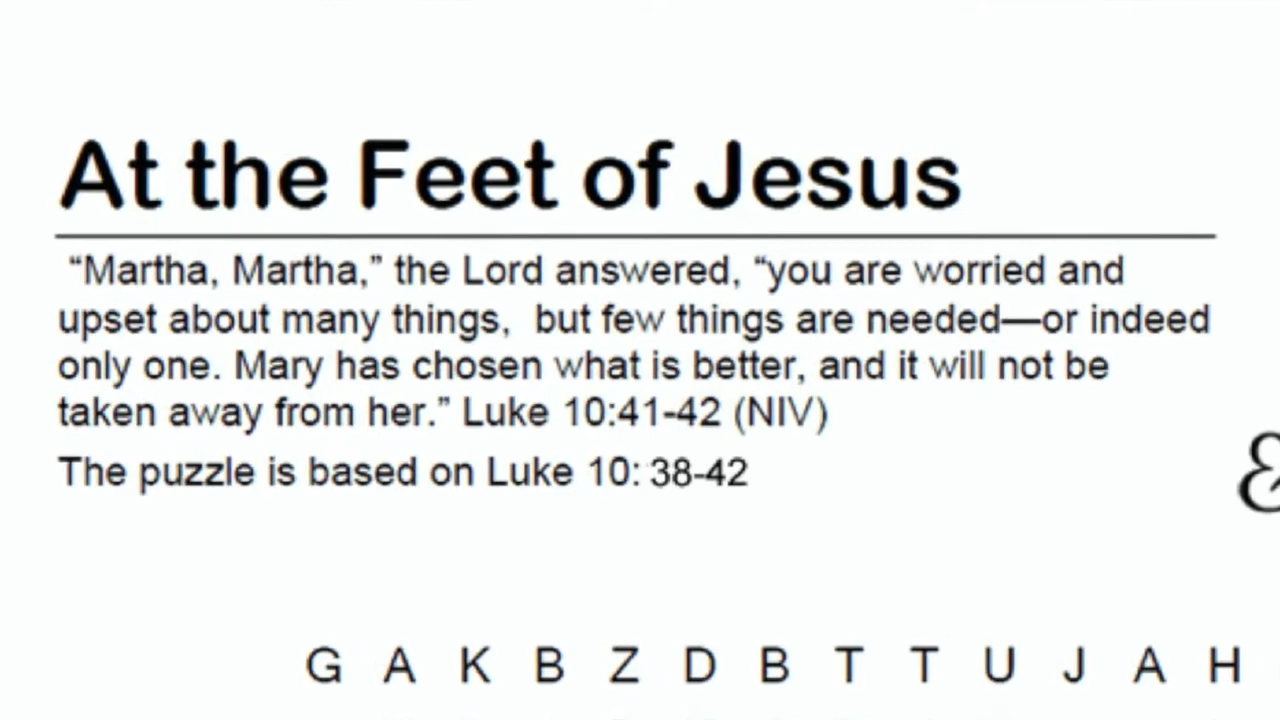 At the Feet of Jesus
“Martha, Martha,” the Lord answered, “you are worried and
upset about many things,  but few things are needed—or indeed
only one. Mary has chosen what is better, and it will not be
taken away from her.” Luke 10:41-42 (NIV)
The puzzle is based on Luke 10: 38-42
&
G A K B Z D B T T U J A H